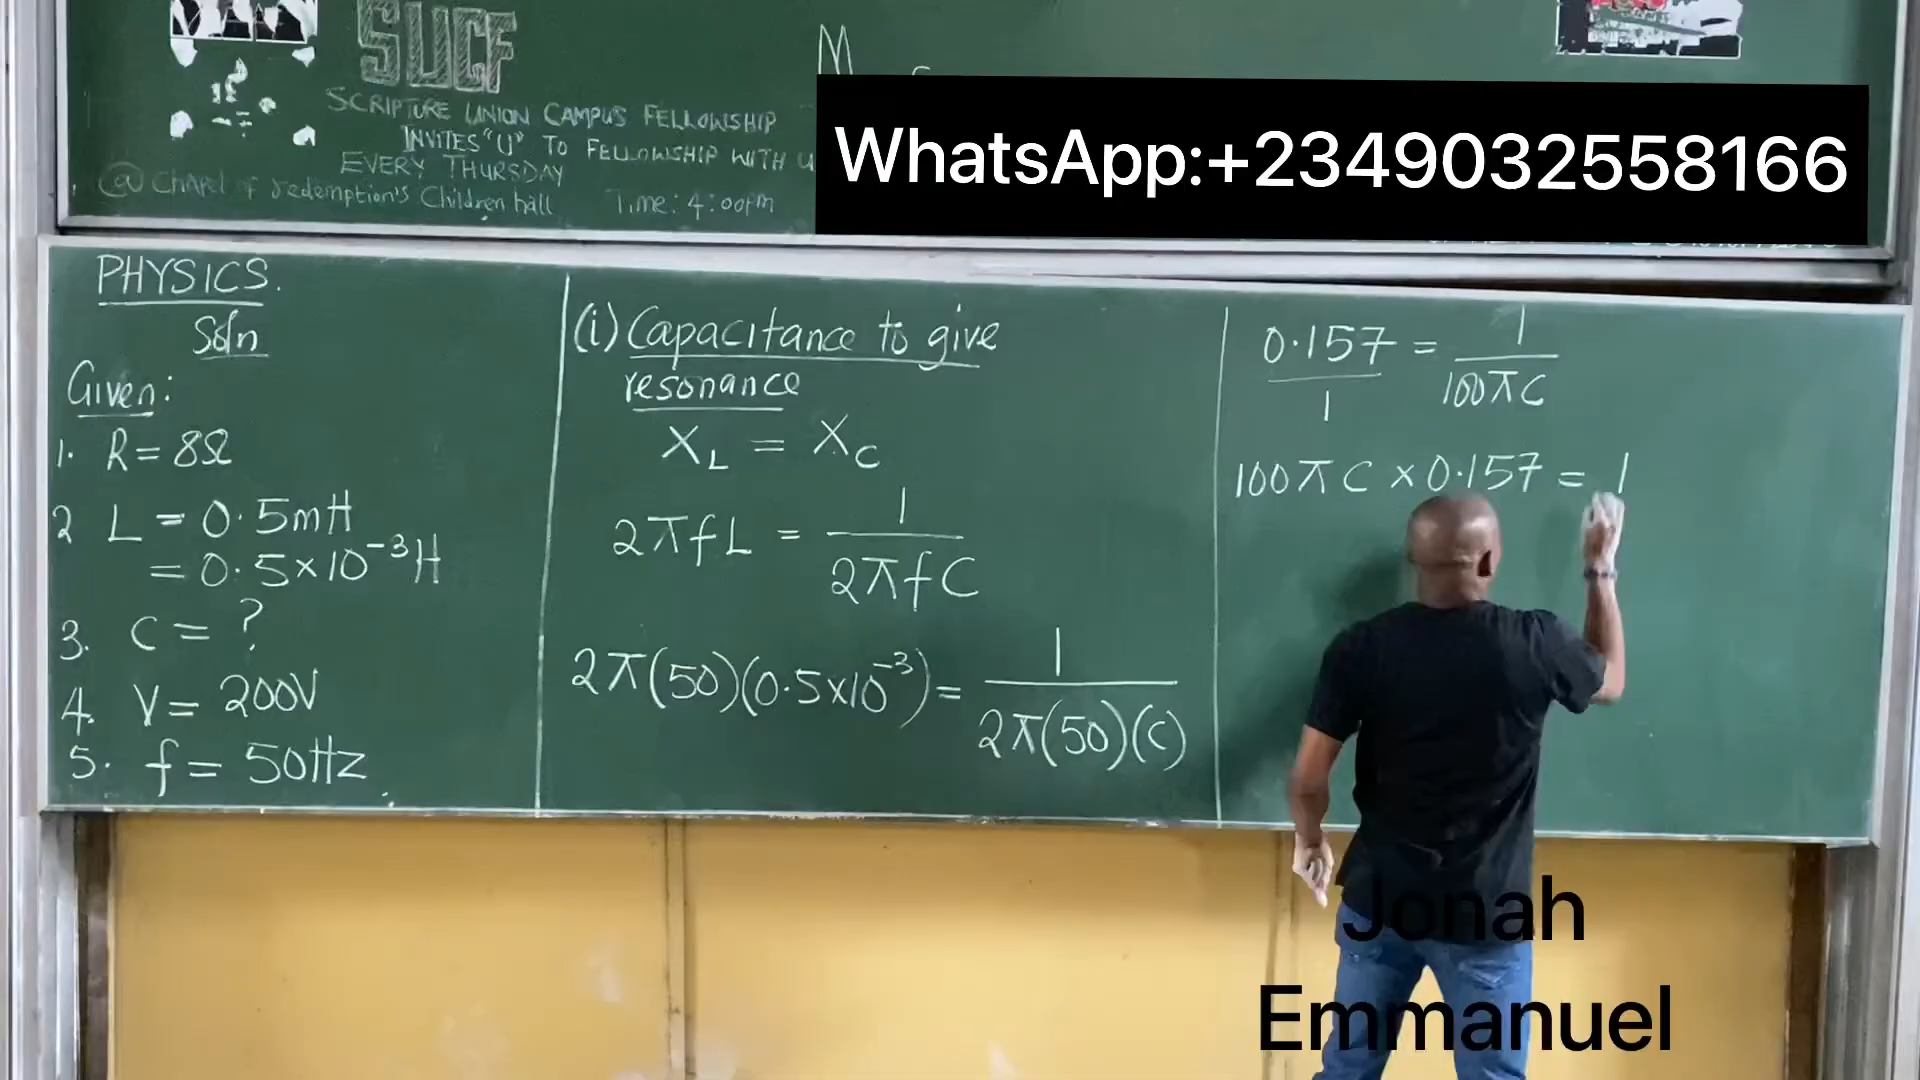 SUCF
SCRIPTURE UNION CAMPUS FELLOWSHIP
INVITES "U" TO FELLOWSHIP WITH U
EVERY THURSDAY
@ Chapel of redemption's Children hall Time: 4:00pm
M
WhatsApp:+2349032558166
PHYSICS.
Soln
Given:
1. R = 8Ω
2 L = 0.5mH
= 0.5×10⁻³H
3. C = ?
4. V = 200V
5. f = 50Hz
(i) Capacitance to give
resonance
X_L = X_C
2πfL = 1/2πfC
2π(50)(0.5×10⁻³) = 1/2π(50)(C)
0.157/1 = 1/100πC
100πC × 0.157 = 1
Jonah
Emmanuel